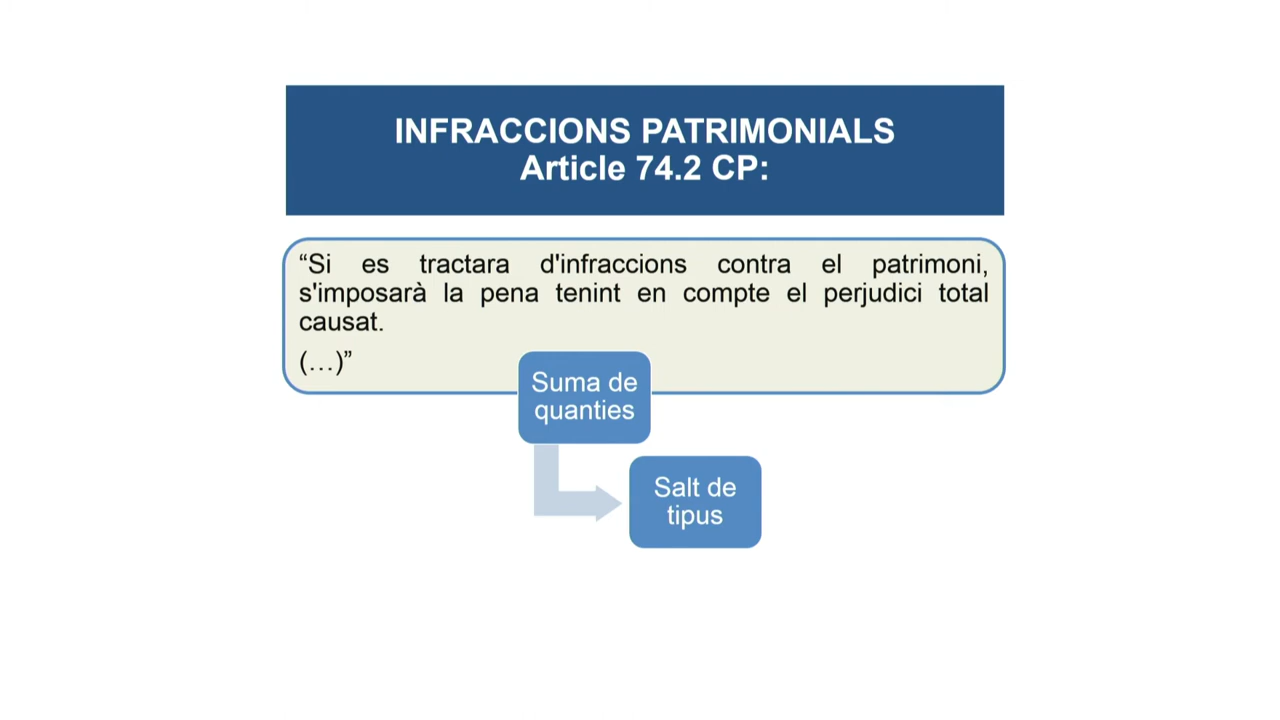 INFRACCIONS PATRIMONIALS
Article 74.2 CP:
“Si es tractara d'infraccions contra el patrimoni,
s'imposarà la pena tenint en compte el perjudici total
causat.
(…)”
Suma de
quanties
Salt de
tipus